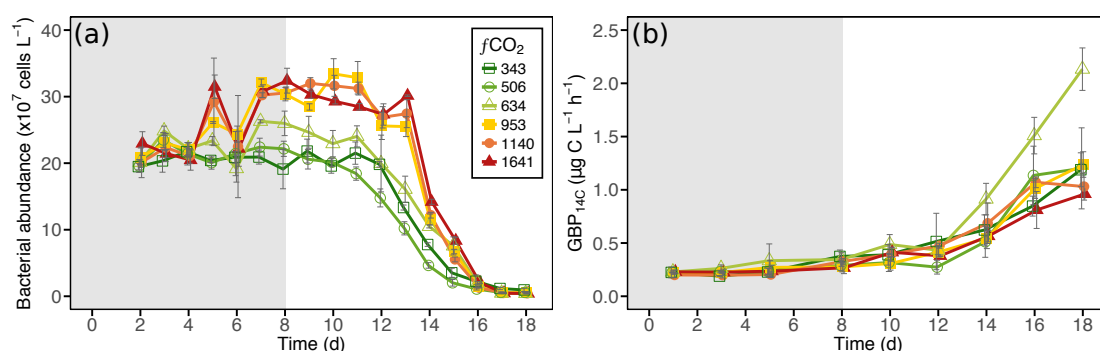 (a)
Bacterial abundance (x10⁷ cells L⁻¹)
40
30
20
10
0
0 2 4 6 8 10 12 14 16 18
Time (d)
fCO₂
343
506
634
953
1140
1641
(b)
GBP₁₄C (µg C L⁻¹ h⁻¹)
2.5
2.0
1.5
1.0
0.5
0.0
0 2 4 6 8 10 12 14 16 18
Time (d)